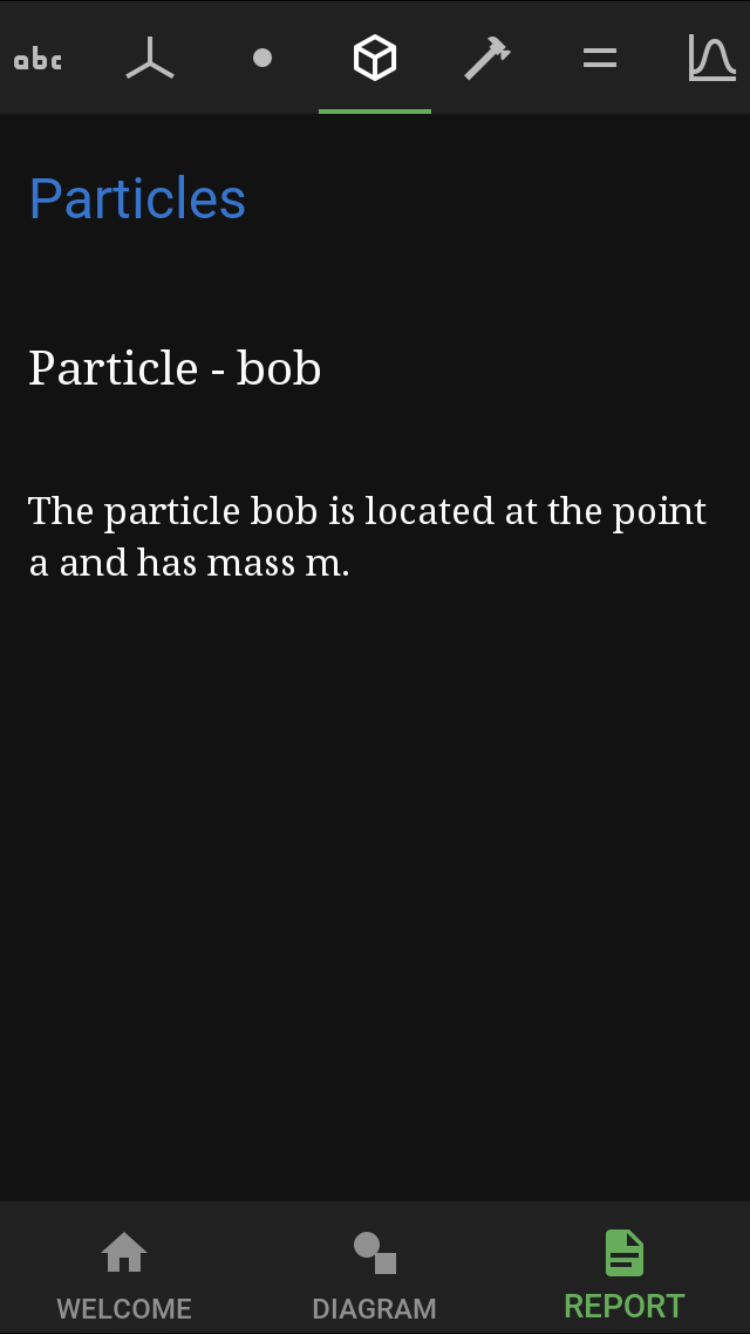 abc
Particles
Particle - bob
The particle bob is located at the point
a and has mass m.
WELCOME
DIAGRAM
REPORT